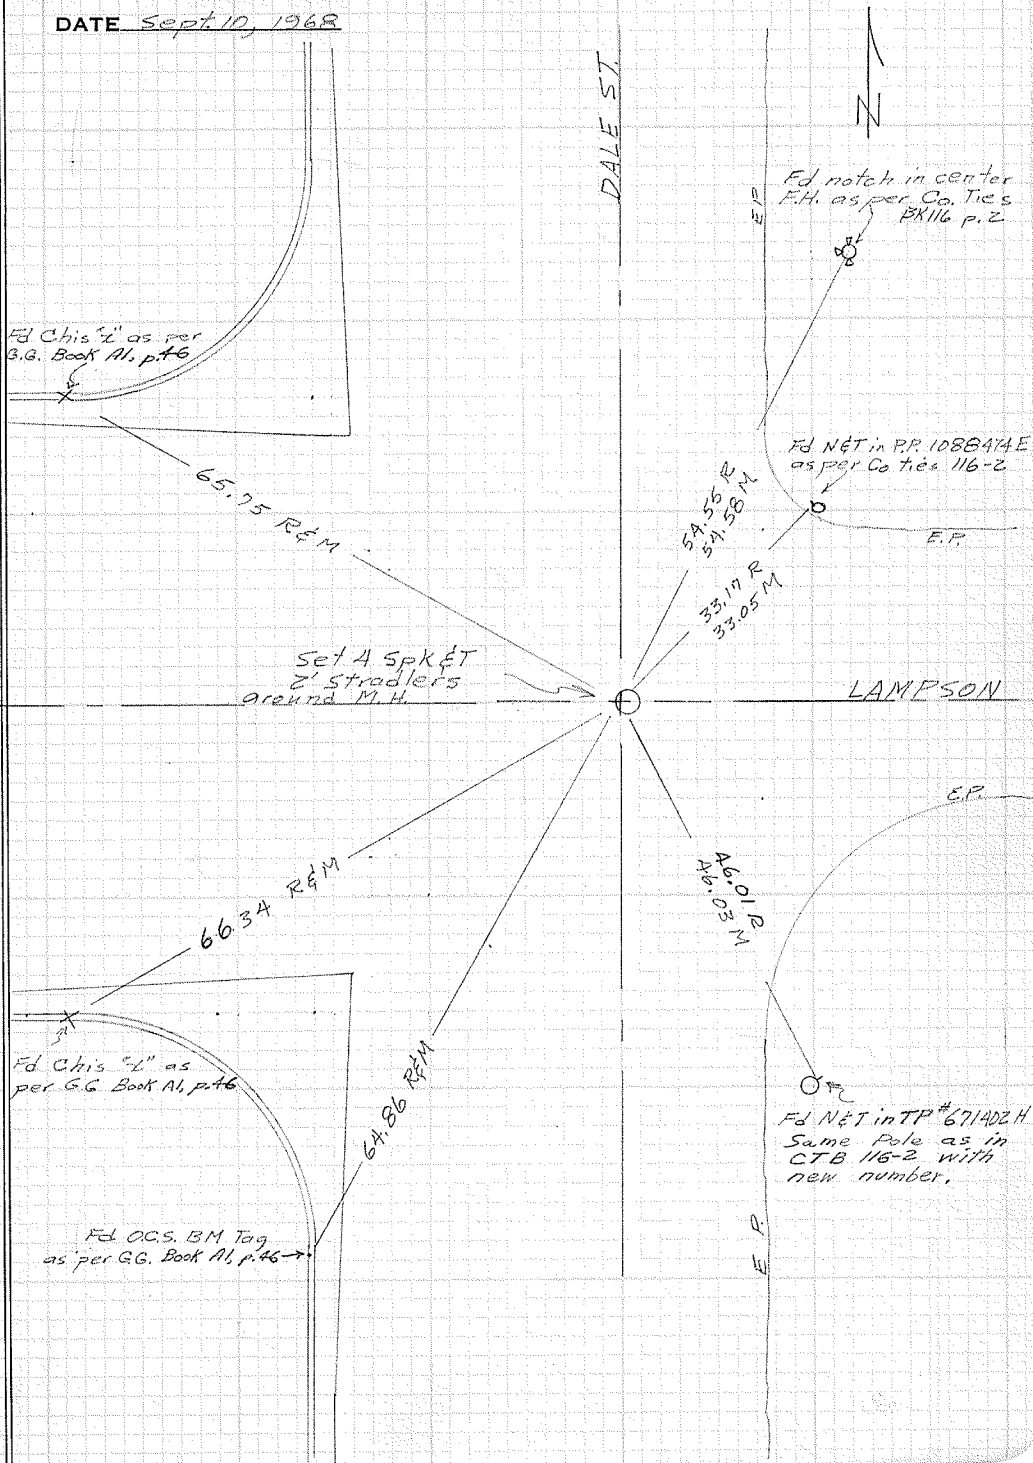 DATE Sept. 10, 1968
DALE ST.
N
Fd notch in center
F.H. as per Co. Ties
BK 116 p. 2
E.P.
Fd Chis "L" as per
G.G. Book A1, p.46
Fd N&T in P.P. 1088474E
as per Co ties 116-2
E.P.
65.75 R&M
54.55 R
54.58 M
33.17 R
33.05 M
Set 4 Spk &T
2' Stradlers
around M.H.
LAMPSON
E.P.
66.34 R&M
46.01 R
46.03 M
64.86 R&M
Fd Chis "L" as
per G.G Book A1, p.46
Fd N&T in TP #671402H
Same Pole as in
CTB 116-2 with
new number.
Fd O.C.S. BM Tag
as per G.G. Book A1, p.46
E.P.